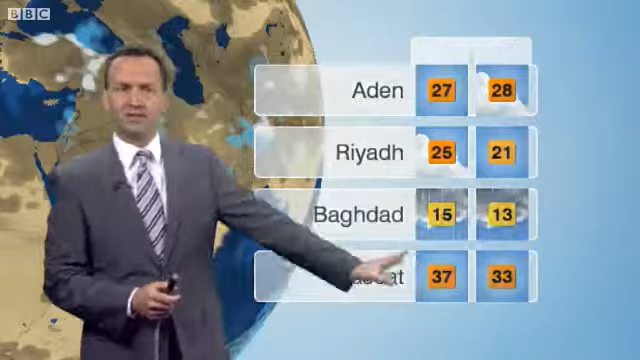 BBC
Aden 27 28
Riyadh 25 21
Baghdad 15 13
37 33